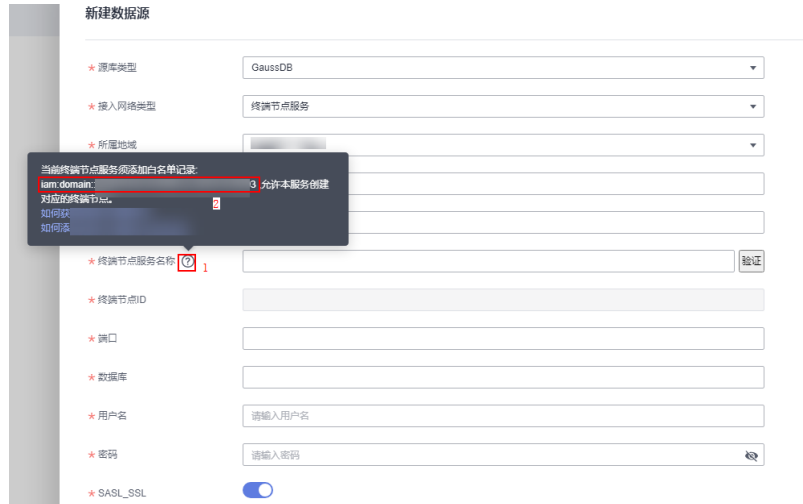 新建数据源
* 源库类型 GaussDB
* 接入网络类型 终端节点服务
* 所属地域
当前终端节点服务须添加白名单记录:
iam:domain:: 3 允许本服务创建
对应的终端节点。
2
如何获
如何添
* 终端节点服务名称 ? 1 验证
* 终端节点ID
* 端口
* 数据库
* 用户名 请输入用户名
* 密码 请输入密码
* SASL_SSL